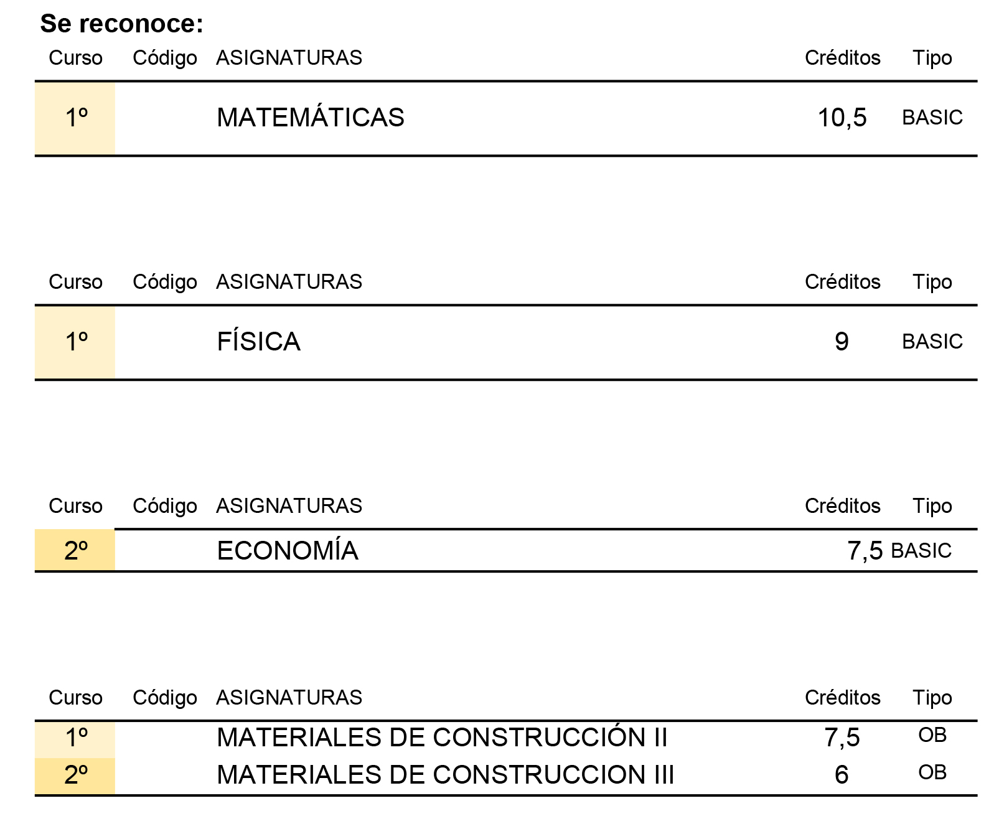 Se reconoce:
Curso Código ASIGNATURAS Créditos Tipo
1º MATEMÁTICAS 10,5 BASIC
Curso Código ASIGNATURAS Créditos Tipo
1º FÍSICA 9 BASIC
Curso Código ASIGNATURAS Créditos Tipo
2º ECONOMÍA 7,5 BASIC
Curso Código ASIGNATURAS Créditos Tipo
1º MATERIALES DE CONSTRUCCIÓN II 7,5 OB
2º MATERIALES DE CONSTRUCCION III 6 OB